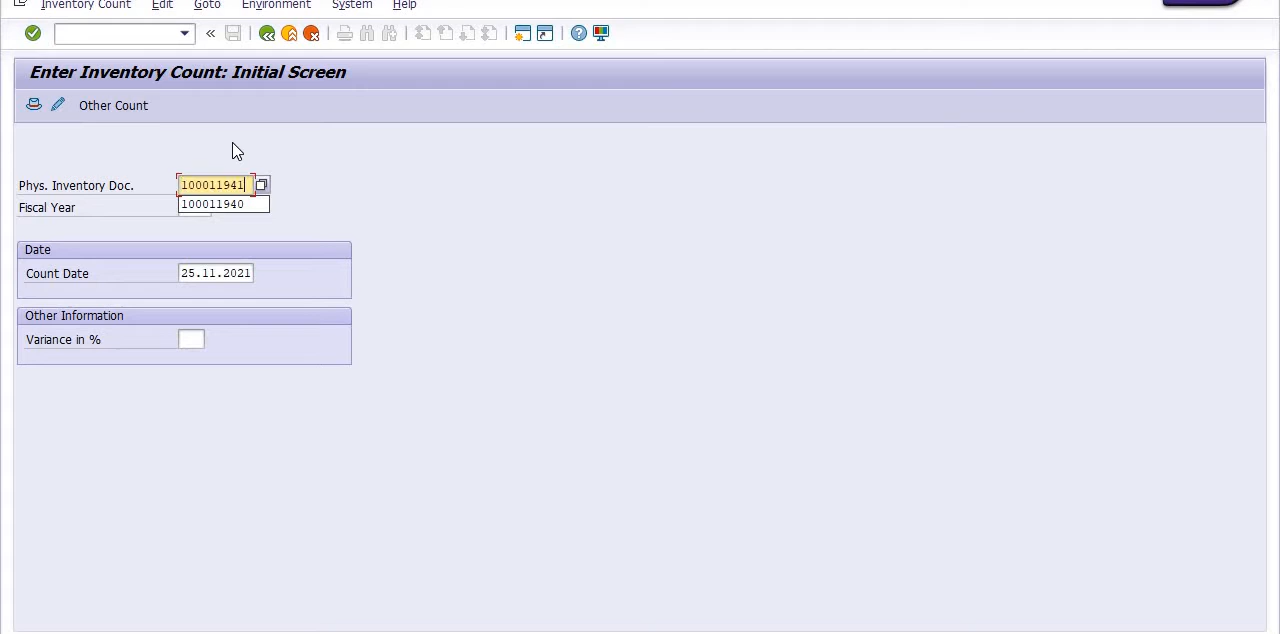 Inventory Count Edit Goto Environment System Help
Enter Inventory Count: Initial Screen
Other Count
Phys. Inventory Doc. 100011941
100011940
Fiscal Year
Date
Count Date 25.11.2021
Other Information
Variance in %